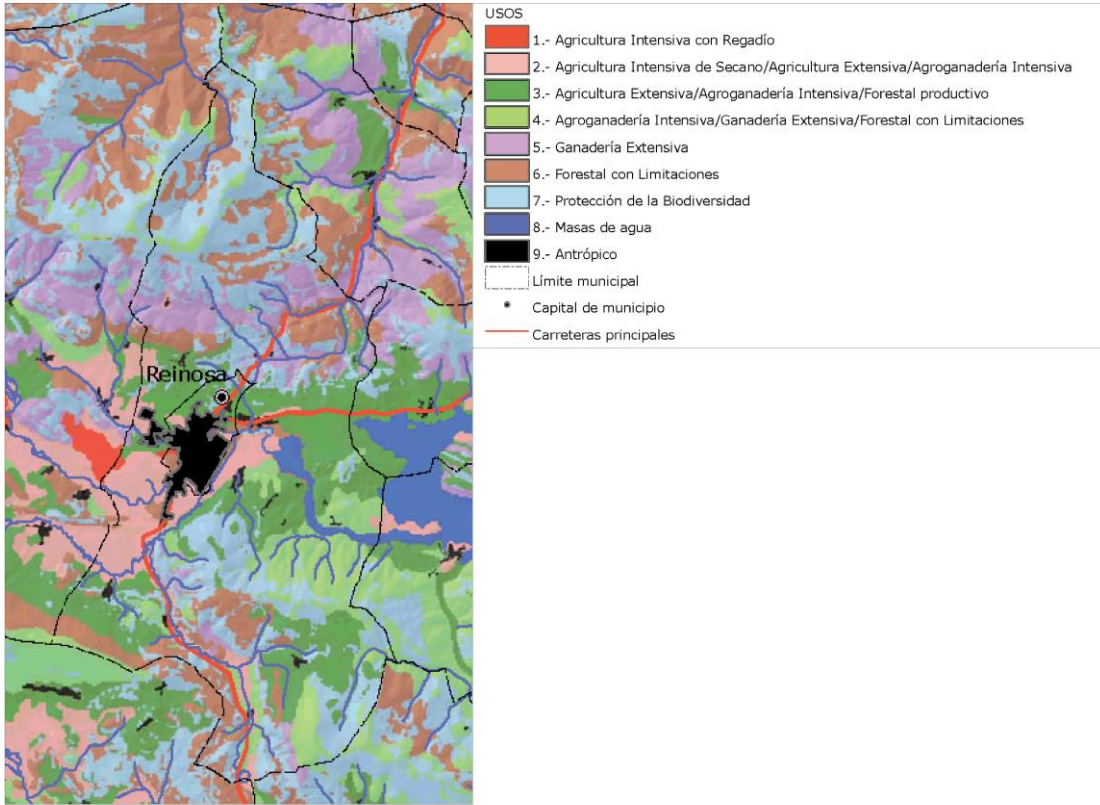 USOS
1.- Agricultura Intensiva con Regadío
2.- Agricultura Intensiva de Secano/Agricultura Extensiva/Agroganadería Intensiva
3.- Agricultura Extensiva/Agroganadería Intensiva/Forestal productivo
4.- Agroganadería Intensiva/Ganadería Extensiva/Forestal con Limitaciones
5.- Ganadería Extensiva
6.- Forestal con Limitaciones
7.- Protección de la Biodiversidad
8.- Masas de agua
9.- Antrópico
Límite municipal
Capital de municipio
Carreteras principales
Reinosa